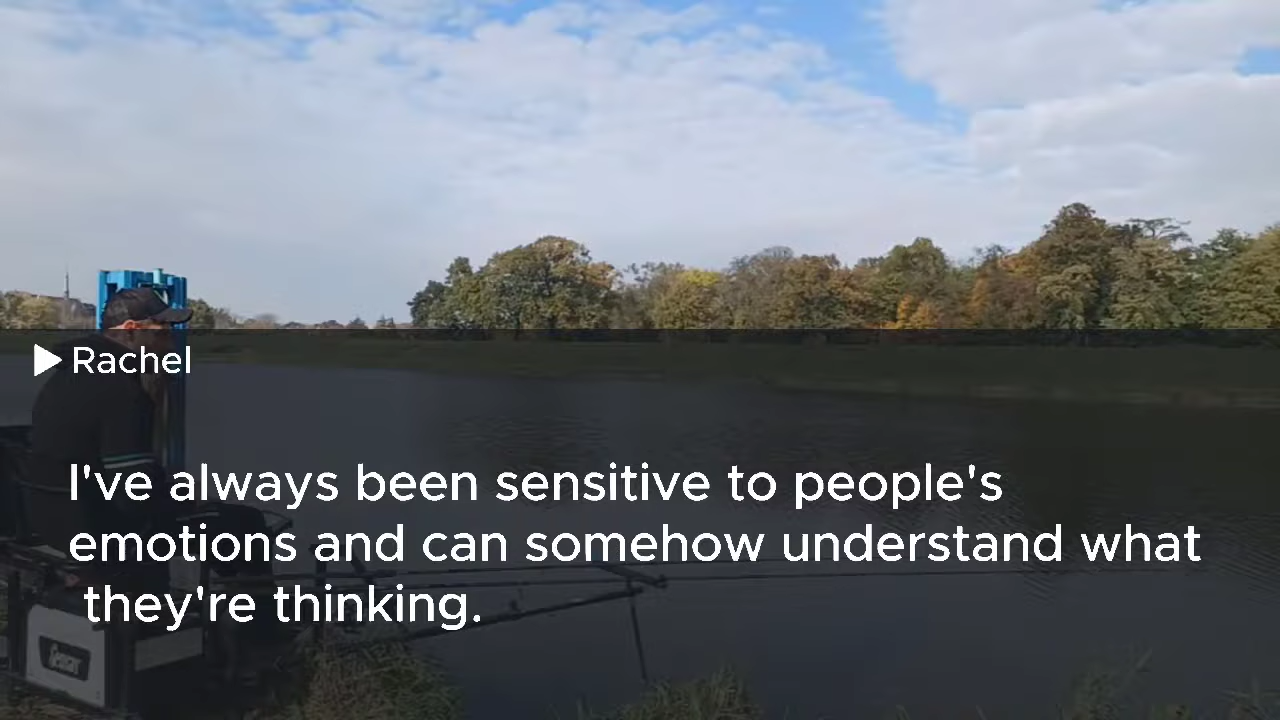 Rachel
I've always been sensitive to people's
emotions and can somehow understand what
they're thinking.